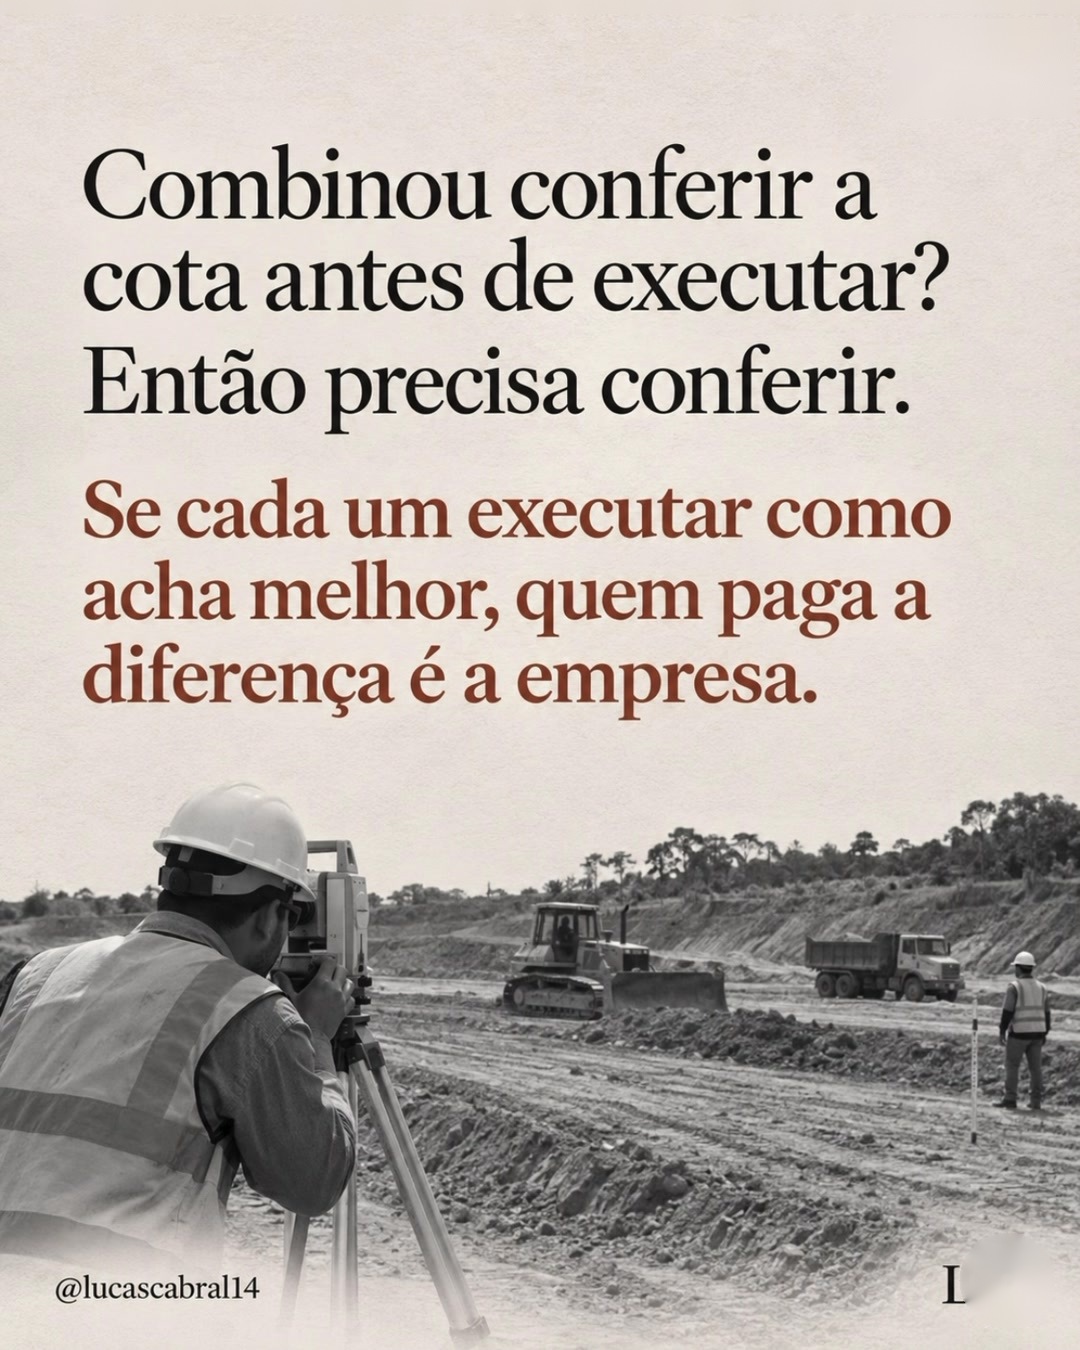 Combinou conferir a
cota antes de executar?
Então precisa conferir.
Se cada um executar como
acha melhor, quem paga a
diferença é a empresa.
@lucascabral14
L